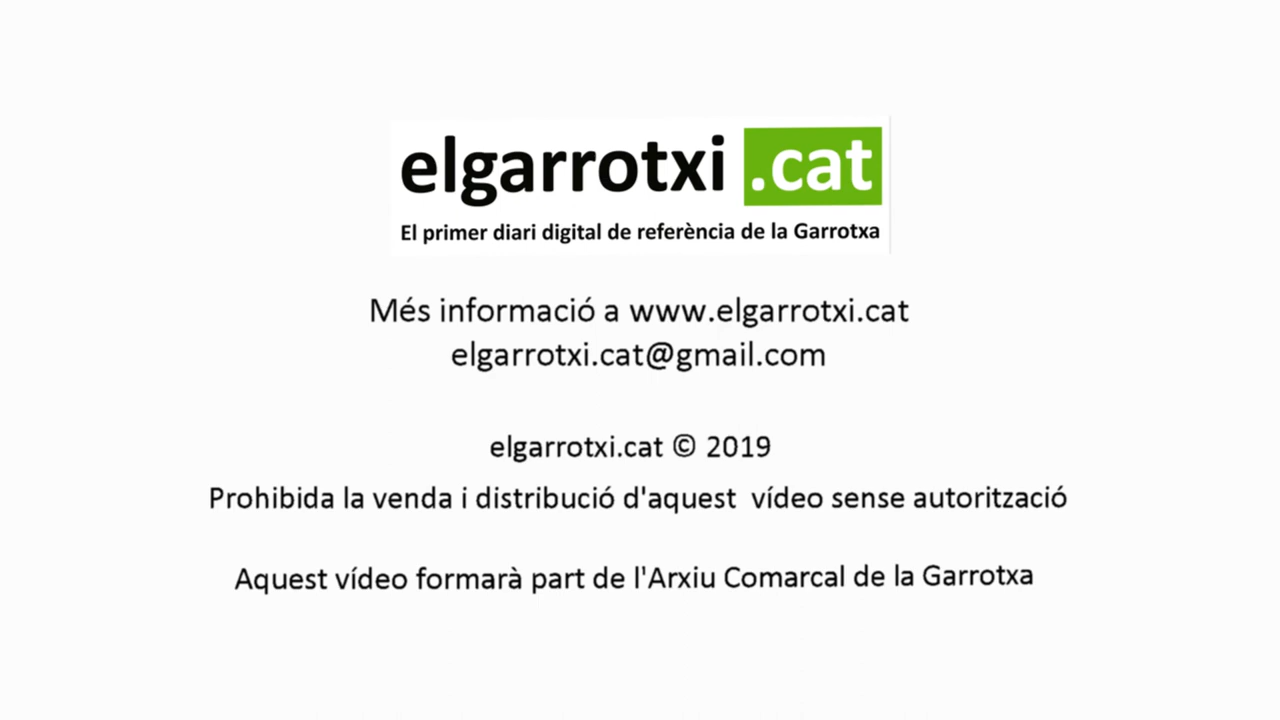 elgarrotxi .cat
El primer diari digital de referència de la Garrotxa
Més informació a www.elgarrotxi.cat
elgarrotxi.cat@gmail.com
elgarrotxi.cat © 2019
Prohibida la venda i distribució d'aquest vídeo sense autorització
Aquest vídeo formarà part de l'Arxiu Comarcal de la Garrotxa